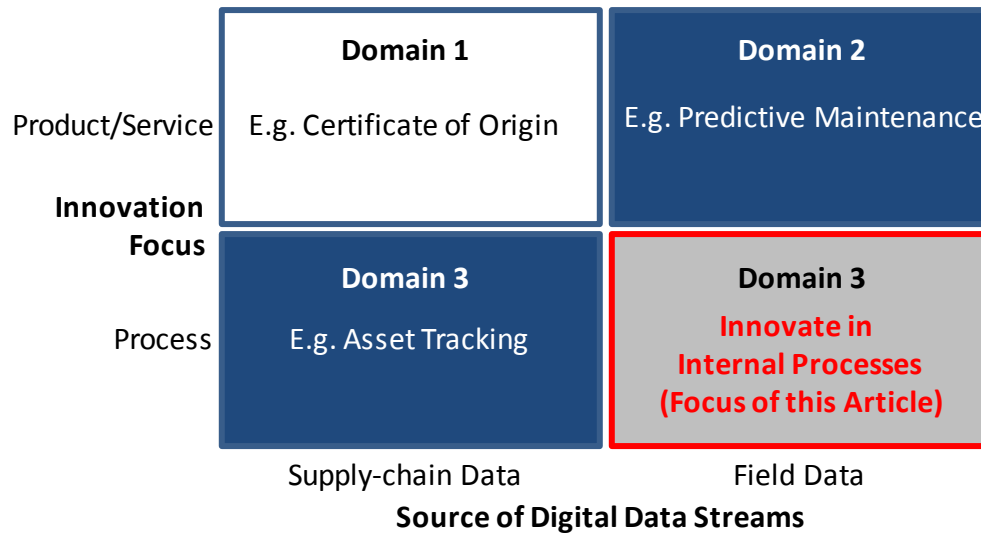 Domain 1
Domain 2
Product/Service
E.g. Certificate of Origin
E.g. Predictive Maintenance
Innovation
Focus
Domain 3
Domain 3
Process
E.g. Asset Tracking
Innovate in
Internal Processes
(Focus of this Article)
Supply-chain Data
Field Data
Source of Digital Data Streams